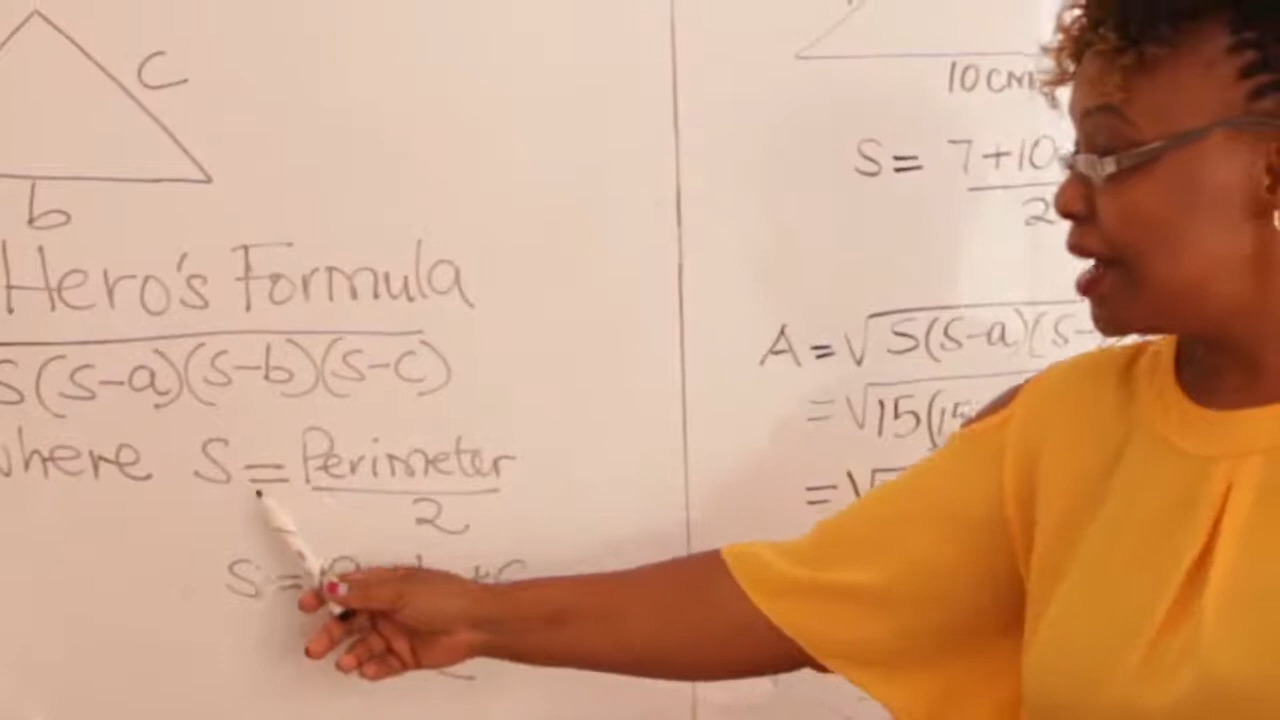 c
b
Hero's Formula
S(S-a)(S-b)(S-c)
where S = Perimeter
2
S =
10 cm
S = 7+10
2
A = √S(S-a)(S-
= √15(15
= √